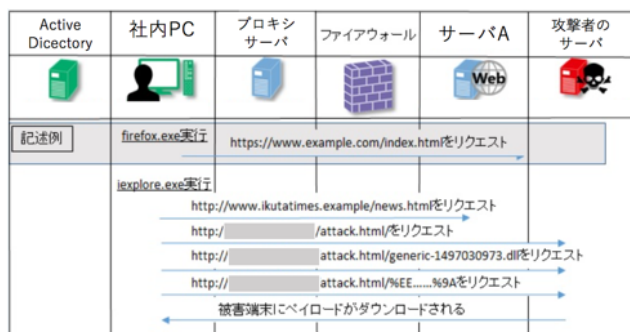 Active
Dicectory
社内PC
プロキシ
サーバ
ファイアウォール
サーバA
攻撃者の
サーバ
Web
記述例
firefox.exe実行
https://www.example.com/index.htmlをリクエスト
iexplore.exe実行
http://www.ikutatimes.example/news.htmlをリクエスト
http:/ /attack.html/をリクエスト
http:// attack.html/generic-1497030973.dllをリクエスト
http:// attack.html/%EE......%9Aをリクエスト
被害端末にペイロードがダウンロードされる